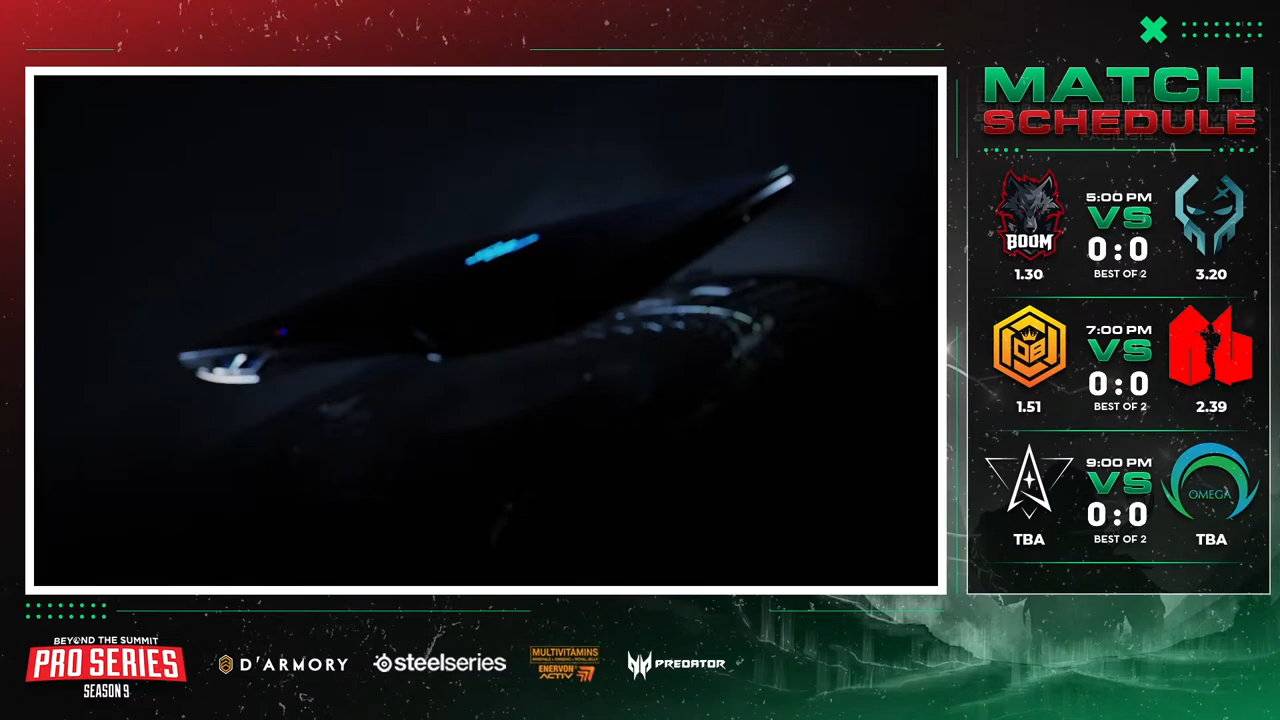 MATCH
SCHEDULE
5:00 PM
VS
0:0
BEST OF 2
BOOM
1.30
3.20
7:00 PM
VS
0:0
BEST OF 2
1.51
2.39
9:00 PM
VS
0:0
BEST OF 2
OMEGA
TBA
TBA
BEYOND THE SUMMIT
PRO SERIES
SEASON 9
D'ARMORY
steelseries
MULTIVITAMINS
ENERVON
ACTIV
PREDATOR